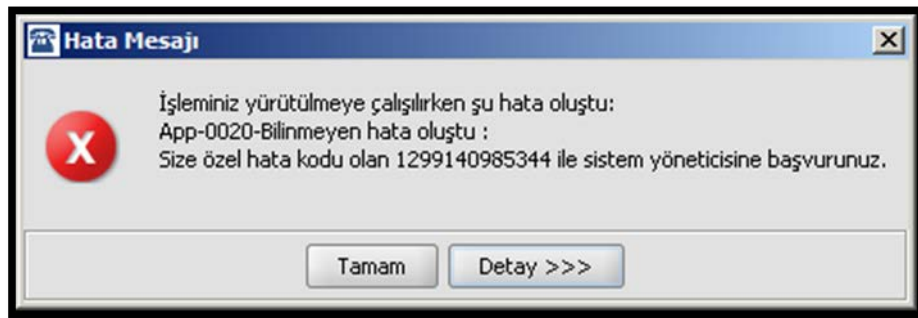 Hata Mesajı
İşleminiz yürütülmeye çalışılırken şu hata oluştu:
App-0020-Bilinmeyen hata oluştu :
Size özel hata kodu olan 1299140985344 ile sistem yöneticisine başvurunuz.
Tamam
Detay >>>